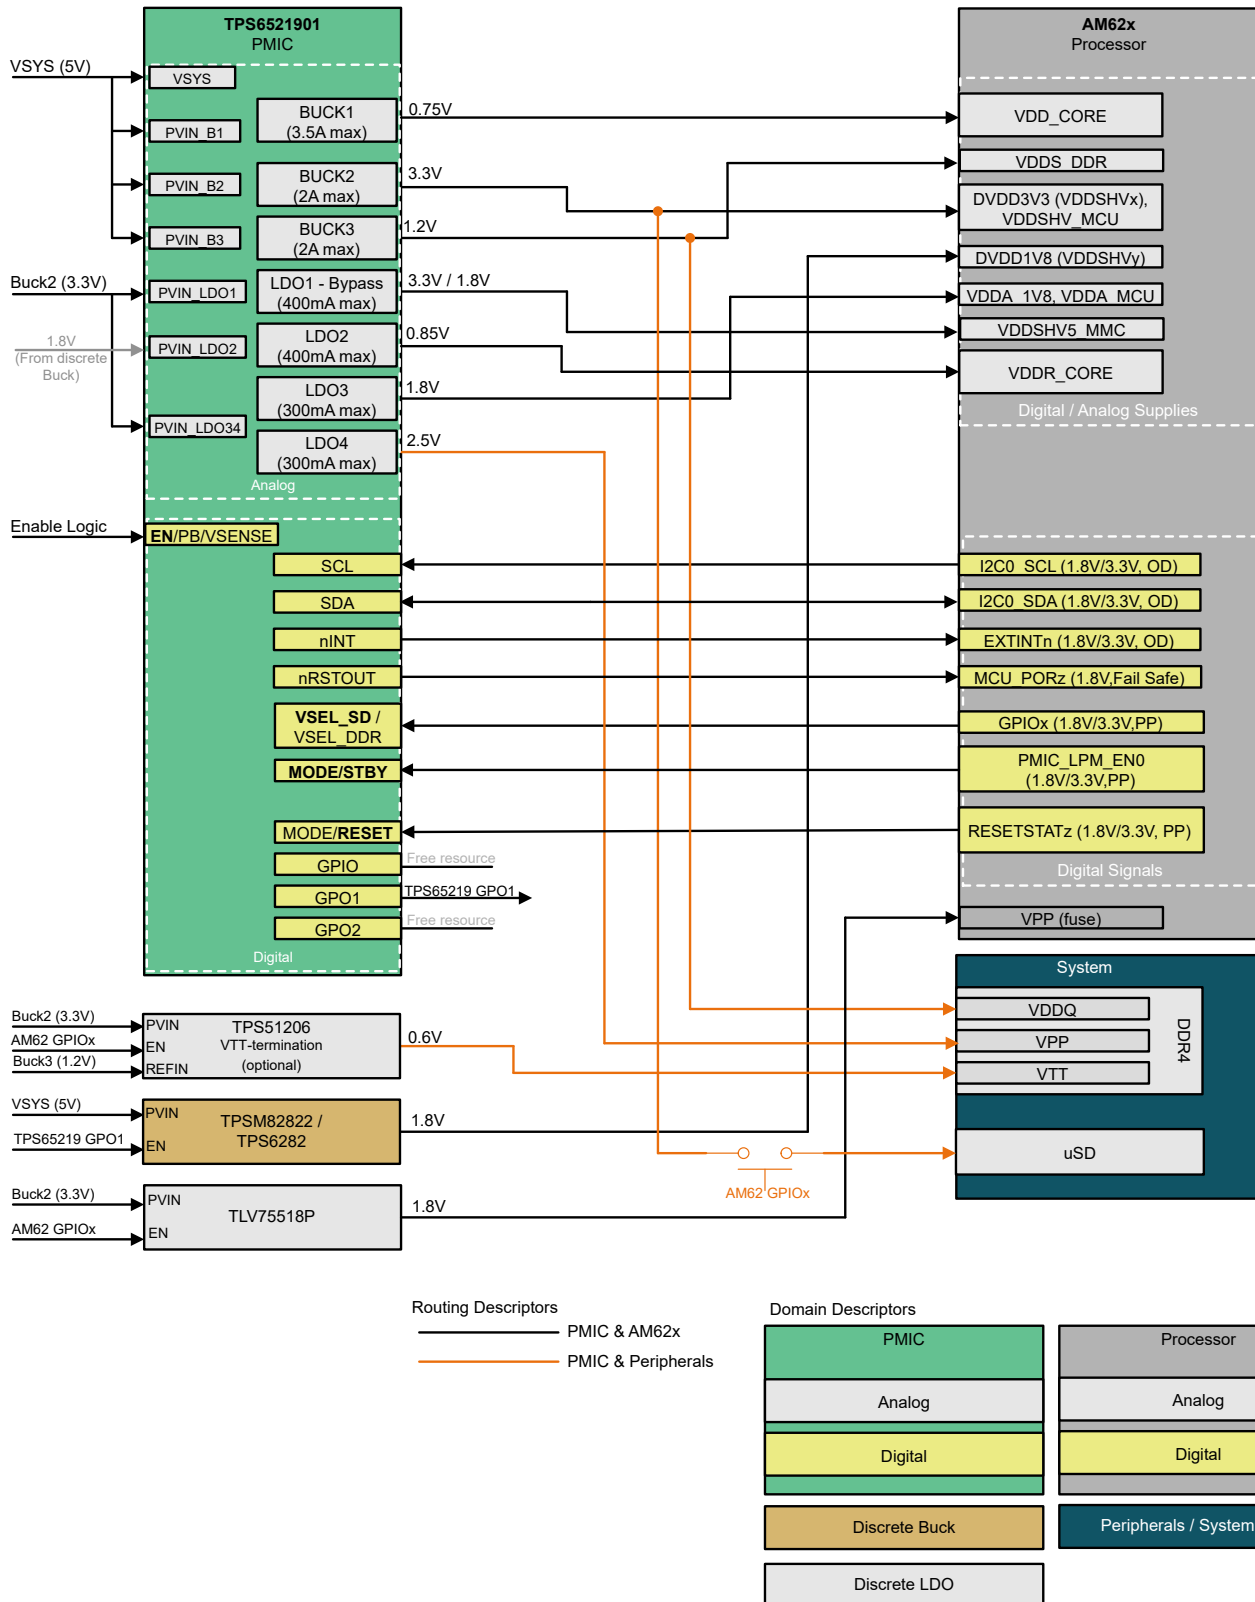 TPS6521901
PMIC
VSYS (5V)
VSYS
PVIN_B1
PVIN_B2
PVIN_B3
Buck2 (3.3V)
PVIN_LDO1
1.8V
(From discrete
Buck)
PVIN_LDO2
PVIN_LDO34
BUCK1
(3.5A max)
0.75V
BUCK2
(2A max)
3.3V
BUCK3
(2A max)
1.2V
LDO1 - Bypass
(400mA max)
3.3V / 1.8V
LDO2
(400mA max)
0.85V
LDO3
(300mA max)
1.8V
LDO4
(300mA max)
2.5V
Analog
Enable Logic
EN/PB/VSENSE
SCL
SDA
nINT
nRSTOUT
VSEL_SD /
VSEL_DDR
MODE/STBY
MODE/RESET
GPIO
Free resource
GPO1
TPS65219 GPO1
GPO2
Free resource
Digital
AM62x
Processor
VDD_CORE
VDDS_DDR
DVDD3V3 (VDDSHVx),
VDDSHV_MCU
DVDD1V8 (VDDSHVy)
VDDA_1V8, VDDA_MCU
VDDSHV5_MMC
VDDR_CORE
Digital / Analog Supplies
I2C0_SCL (1.8V/3.3V, OD)
I2C0_SDA (1.8V/3.3V, OD)
EXTINTn (1.8V/3.3V, OD)
MCU_PORz (1.8V,Fail Safe)
GPIOx (1.8V/3.3V,PP)
PMIC_LPM_EN0
(1.8V/3.3V,PP)
RESETSTATz (1.8V/3.3V, PP)
Digital Signals
VPP (fuse)
System
VDDQ
VPP
VTT
DDR4
uSD
AM62 GPIOx
Buck2 (3.3V)
AM62 GPIOx
Buck3 (1.2V)
PVIN
EN
REFIN
TPS51206
VTT-termination
(optional)
0.6V
VSYS (5V)
TPS65219 GPO1
PVIN
EN
TPSM82822 /
TPS6282
1.8V
Buck2 (3.3V)
AM62 GPIOx
PVIN
EN
TLV75518P
1.8V
Routing Descriptors
PMIC & AM62x
PMIC & Peripherals
Domain Descriptors
PMIC
Analog
Digital
Discrete Buck
Discrete LDO
Processor
Analog
Digital
Peripherals / System